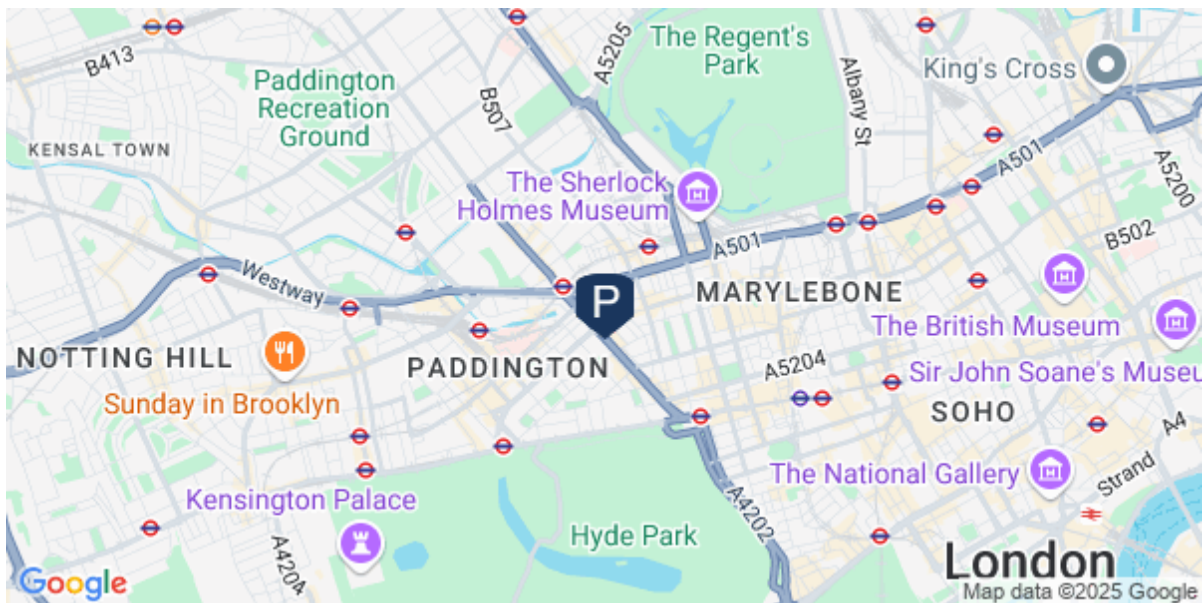 B413
A5205
The Regent's
Park
Albany St
King's Cross
Paddington
Recreation
Ground
B507
KENSAL TOWN
A501
A5200
The Sherlock
Holmes Museum
A501
B502
Westway
P
MARYLEBONE
The British Museum
NOTTING HILL
PADDINGTON
A5204
Sir John Soane's Museu
Sunday in Brooklyn
SOHO
A4
The National Gallery
Strand
Kensington Palace
A4202
Hyde Park
A4204
London
Google
Map data ©2025 Google